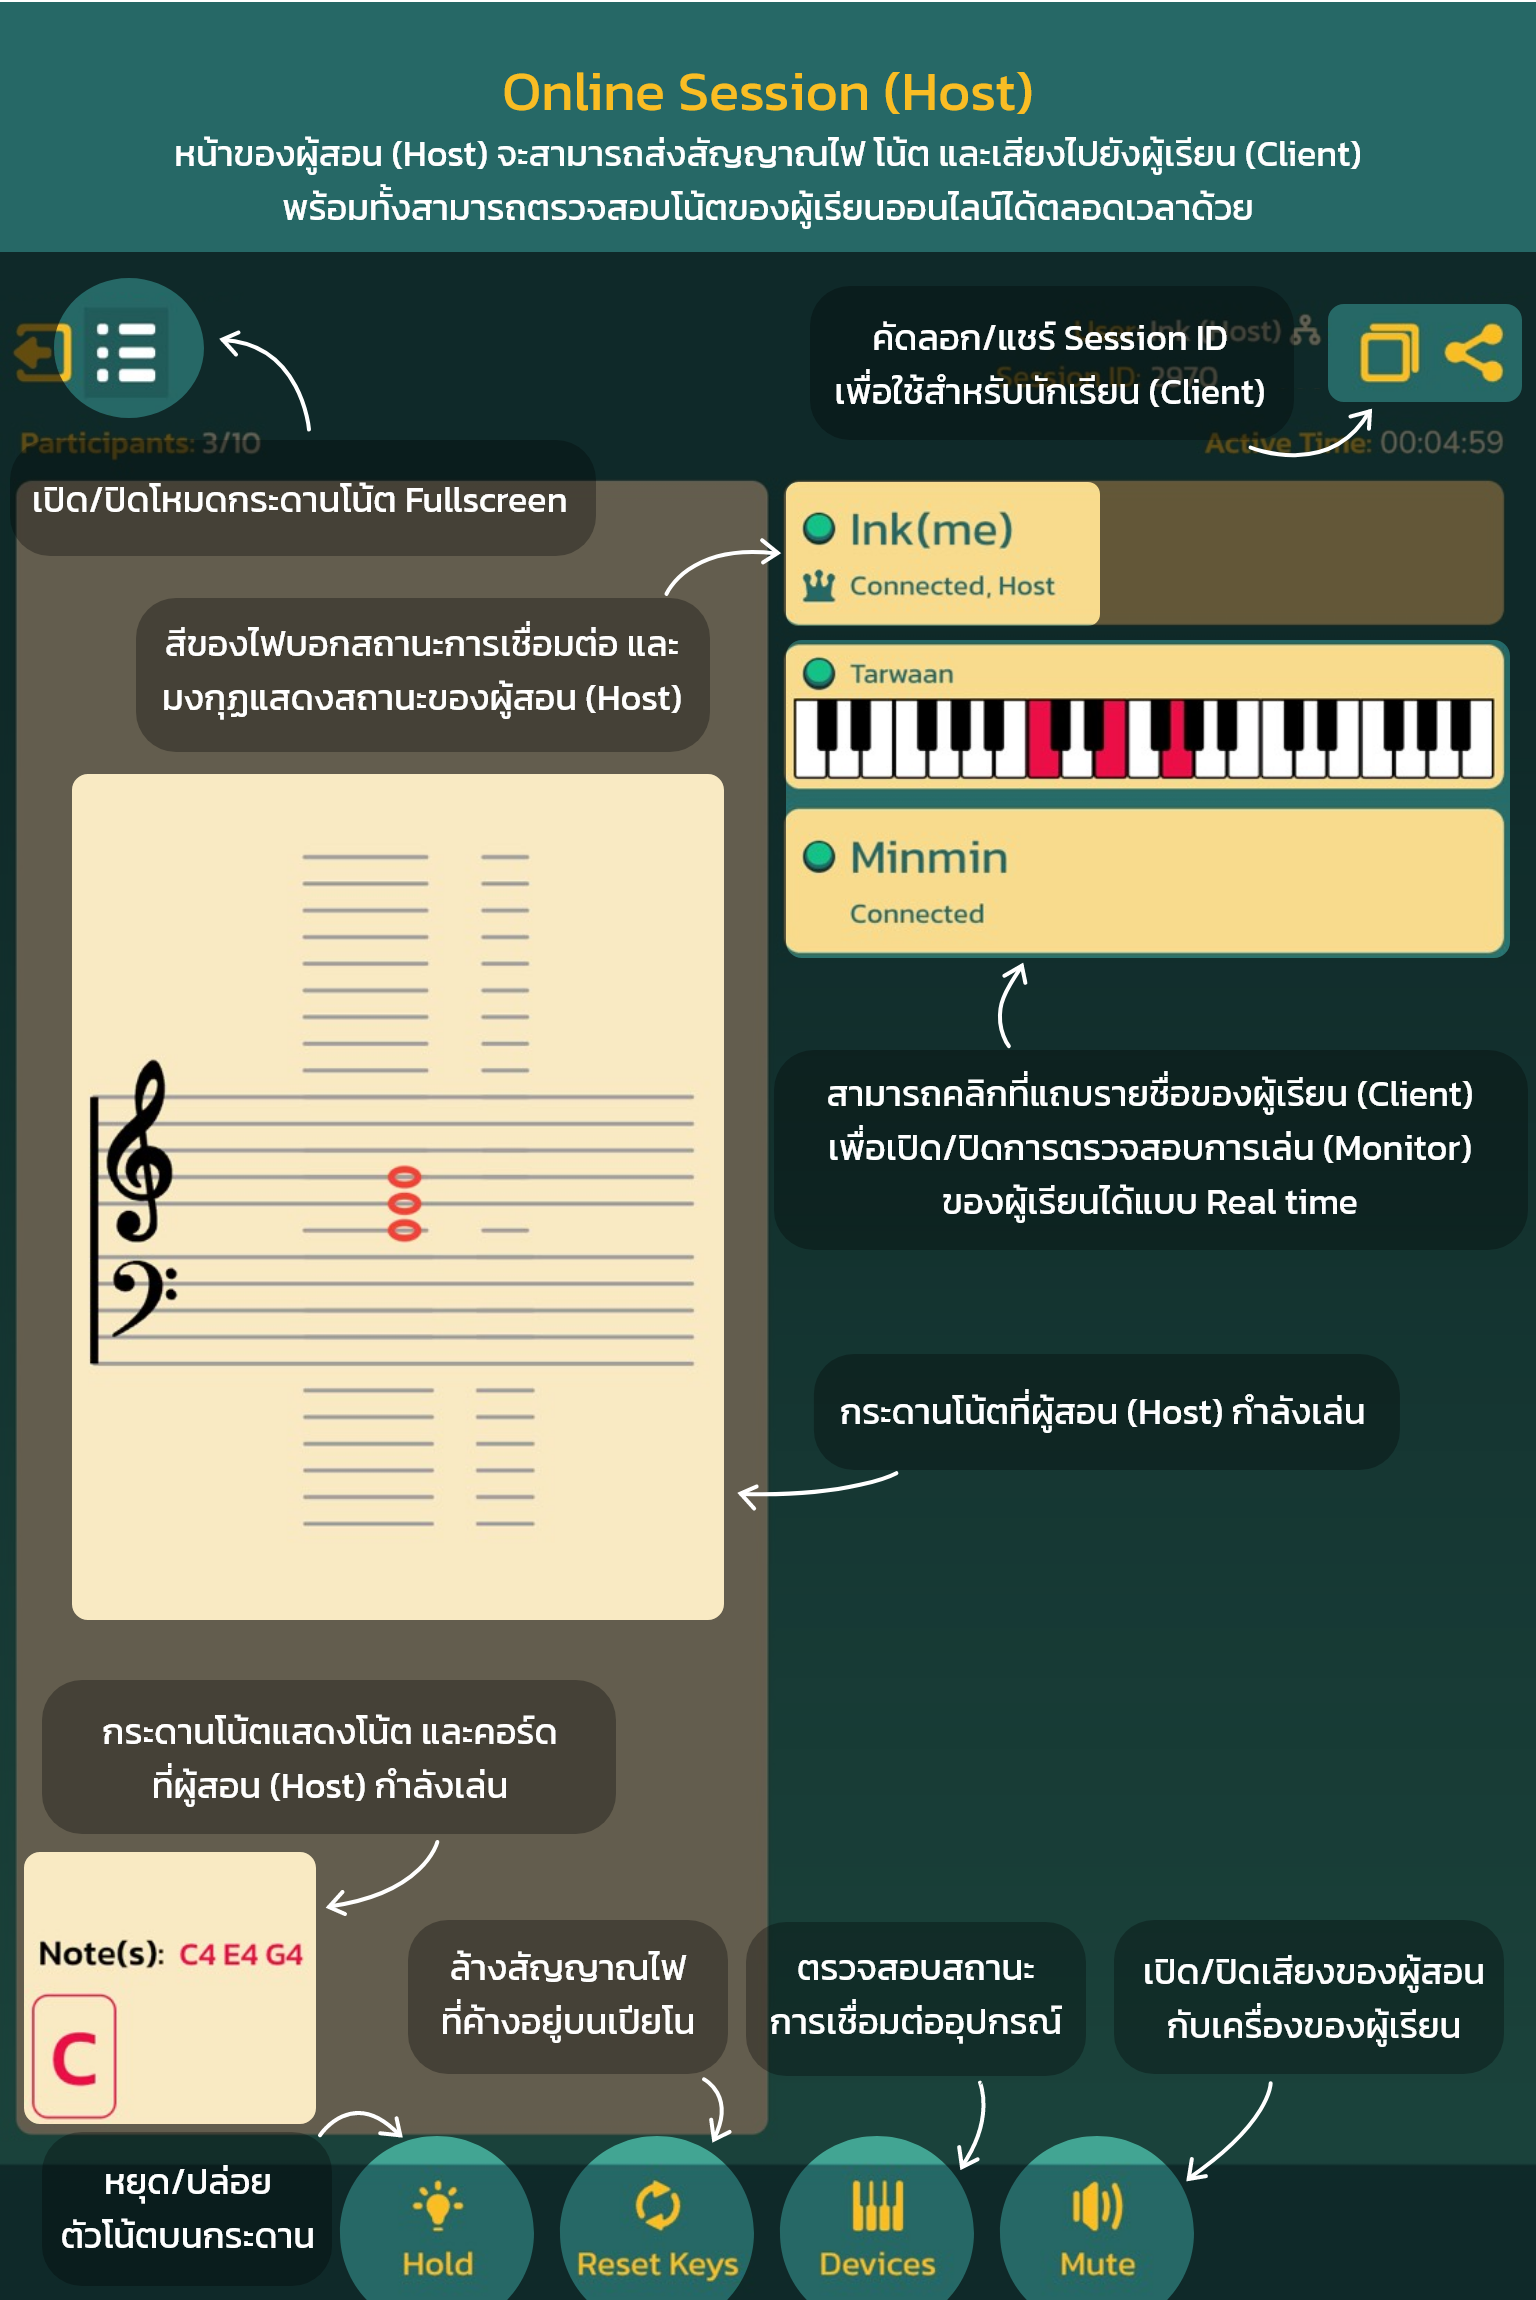 Online Session (Host)
หน้าของผู้สอน (Host) จะสามารถส่งสัญญาณไฟ โน้ต และเสียงไปยังผู้เรียน (Client)
พร้อมทั้งสามารถตรวจสอบโน้ตของผู้เรียนออนไลน์ได้ตลอดเวลาด้วย
User: Ink (Host)
Session ID: 2970
คัดลอก/แชร์ Session ID
เพื่อใช้สำหรับนักเรียน (Client)
Participants: 3/10
Active Time: 00:04:59
เปิด/ปิดโหมดกระดานโน้ต Fullscreen
Ink(me)
Connected, Host
สีของไฟบอกสถานะการเชื่อมต่อ และ
มงกุฎแสดงสถานะของผู้สอน (Host)
Tarwaan
Minmin
Connected
สามารถคลิกที่แถบรายชื่อของผู้เรียน (Client)
เพื่อเปิด/ปิดการตรวจสอบการเล่น (Monitor)
ของผู้เรียนได้แบบ Real time
กระดานโน้ตที่ผู้สอน (Host) กำลังเล่น
กระดานโน้ตแสดงโน้ต และคอร์ด
ที่ผู้สอน (Host) กำลังเล่น
Note(s): C4 E4 G4
C
ล้างสัญญาณไฟ
ที่ค้างอยู่บนเปียโน
ตรวจสอบสถานะ
การเชื่อมต่ออุปกรณ์
เปิด/ปิดเสียงของผู้สอน
กับเครื่องของผู้เรียน
หยุด/ปล่อย
ตัวโน้ตบนกระดาน
Hold
Reset Keys
Devices
Mute